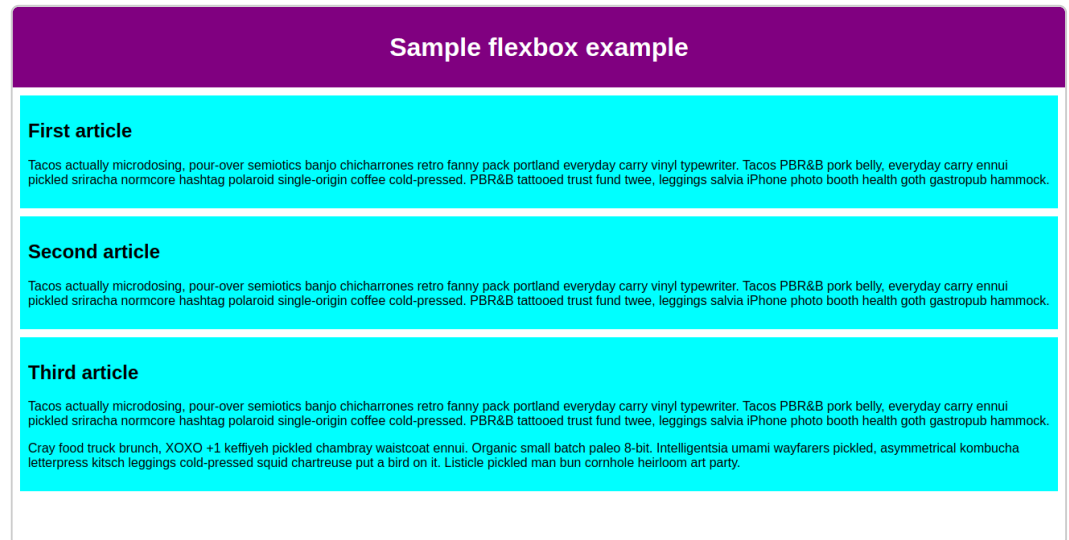 Sample flexbox example
First article
Tacos actually microdosing, pour-over semiotics banjo chicharrones retro fanny pack portland everyday carry vinyl typewriter. Tacos PBR&B pork belly, everyday carry ennui
pickled sriracha normcore hashtag polaroid single-origin coffee cold-pressed. PBR&B tattooed trust fund twee, leggings salvia iPhone photo booth health goth gastropub hammock.
Second article
Tacos actually microdosing, pour-over semiotics banjo chicharrones retro fanny pack portland everyday carry vinyl typewriter. Tacos PBR&B pork belly, everyday carry ennui
pickled sriracha normcore hashtag polaroid single-origin coffee cold-pressed. PBR&B tattooed trust fund twee, leggings salvia iPhone photo booth health goth gastropub hammock.
Third article
Tacos actually microdosing, pour-over semiotics banjo chicharrones retro fanny pack portland everyday carry vinyl typewriter. Tacos PBR&B pork belly, everyday carry ennui
pickled sriracha normcore hashtag polaroid single-origin coffee cold-pressed. PBR&B tattooed trust fund twee, leggings salvia iPhone photo booth health goth gastropub hammock.
Cray food truck brunch, XOXO +1 keffiyeh pickled chambray waistcoat ennui. Organic small batch paleo 8-bit. Intelligentsia umami wayfarers pickled, asymmetrical kombucha
letterpress kitsch leggings cold-pressed squid chartreuse put a bird on it. Listicle pickled man bun cornhole heirloom art party.